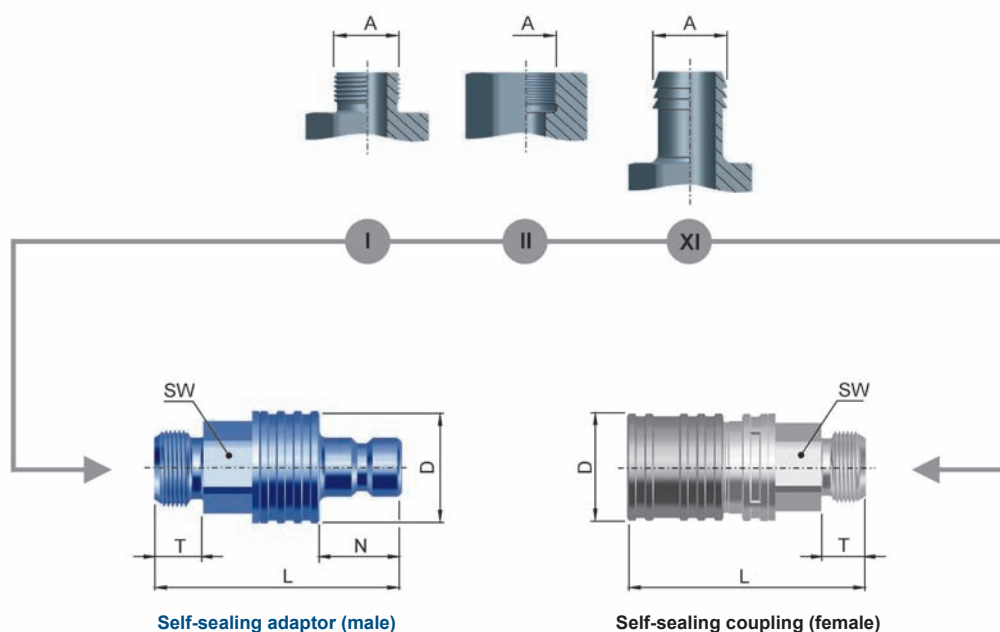 A A A
I II XI
SW SW
D D
T N T
L L
Self-sealing adaptor (male) Self-sealing coupling (female)